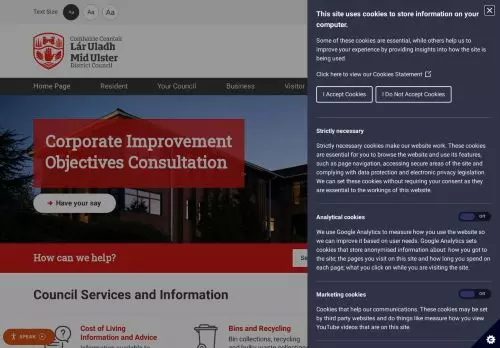 Text Size:
Aa
Aa
Aa
Comhairle Ceantair
Lár Uladh
Mid Ulster
District Council
Home Page
Resident
Your Council
Business
Visitor
Corporate Improvement
Objectives Consultation
Have your say
How can we help?
Council Services and Information
Cost of Living
Information and Advice
Information available to
Bins and Recycling
Bin collections, recycling
SPEAK
This site uses cookies to store information on your
computer.
Some of these cookies are essential, while others help us to
improve your experience by providing insights into how the site is
being used.
Click here to view our Cookies Statement
I Accept Cookies
I Do Not Accept Cookies
Strictly necessary
Strictly necessary cookies make our website work. These cookies
are essential for you to browse the website and use its features,
such as page navigation, accessing secure areas of the site and
complying with data protection and electronic privacy legislation.
We can set these cookies without requiring your consent as they
are essential to the workings of this website.
Analytical cookies
Off
We use Google Analytics to measure how you use the website so
we can improve it based on user needs. Google Analytics sets
cookies that store anonymised information about: how you got to
the site; the pages you visit on this site and how long you spend on
each page; what you click on while you are visiting the site.
Marketing cookies
Off
Cookies that help our communications. These cookies may be set
by third party websites and do things like measure how you view
YouTube videos that are on this site.